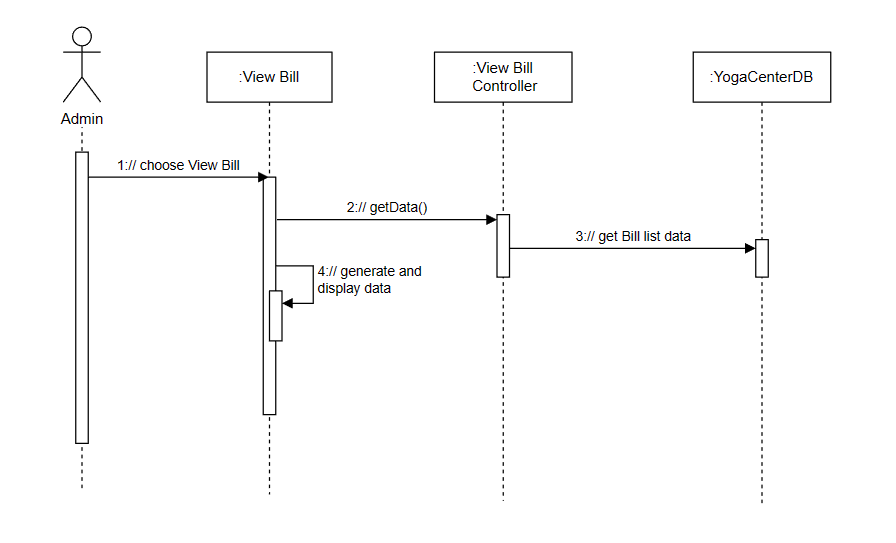 Admin
:View Bill
:View Bill
Controller
:YogaCenterDB
1:// choose View Bill
2:// getData()
3:// get Bill list data
4:// generate and
display data